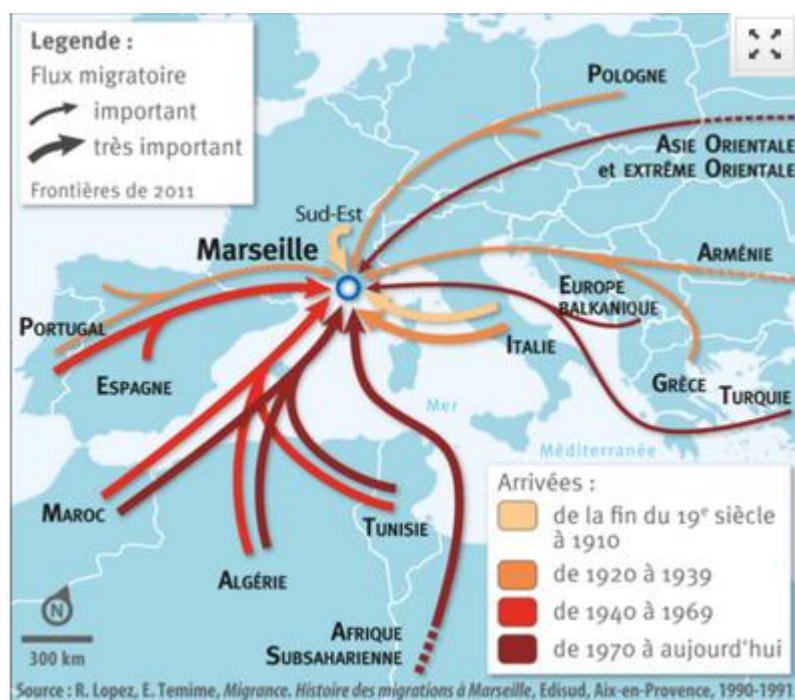 Legende :
Flux migratoire
important
très important
Frontières de 2011
POLOGNE
ASIE ORIENTALE
et EXTRÊME ORIENTALE
Sud-Est
Marseille
ARMÉNIE
EUROPE
BALKANIQUE
PORTUGAL
ITALIE
ESPAGNE
GRÈCE
TURQUIE
Mer
Méditerranée
MAROC
TUNISIE
ALGÉRIE
AFRIQUE
SUBSAHARIENNE
Arrivées :
de la fin du 19e siècle
à 1910
de 1920 à 1939
de 1940 à 1969
de 1970 à aujourd'hui
N
300 km
Source : R. Lopez, E. Temime, Migrance. Histoire des migrations à Marseille, Edisud, Aix-en-Provence, 1990-1991